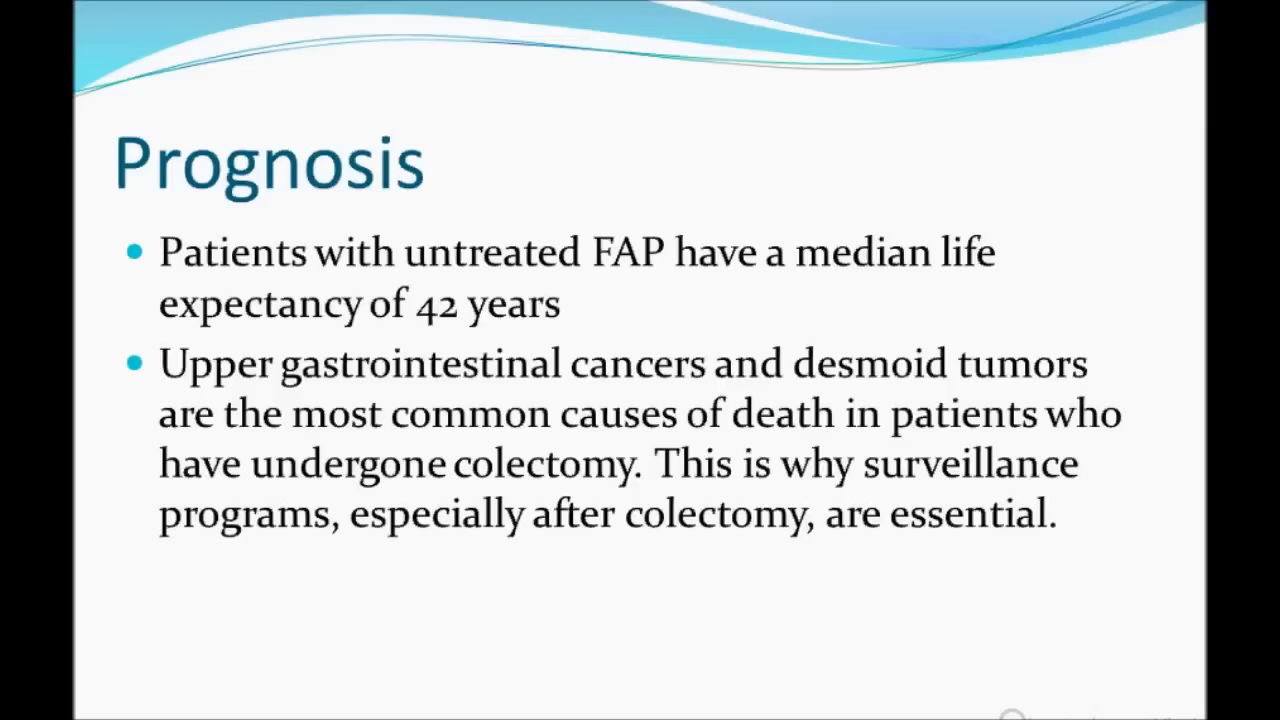 Prognosis
• Patients with untreated FAP have a median life
expectancy of 42 years
• Upper gastrointestinal cancers and desmoid tumors
are the most common causes of death in patients who
have undergone colectomy. This is why surveillance
programs, especially after colectomy, are essential.